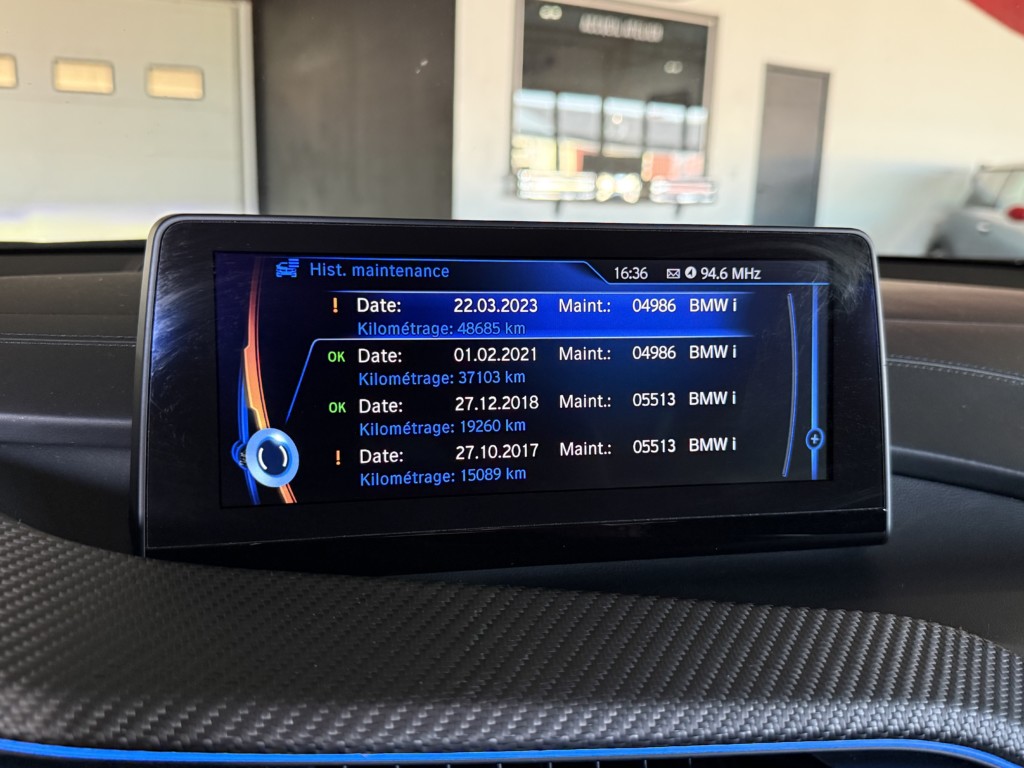 Hist. maintenance 16:36 94.6 MHz
! Date: 22.03.2023 Maint.: 04986 BMW i
Kilométrage: 48685 km
OK Date: 01.02.2021 Maint.: 04986 BMW i
Kilométrage: 37103 km
OK Date: 27.12.2018 Maint.: 05513 BMW i
Kilométrage: 19260 km
! Date: 27.10.2017 Maint.: 05513 BMW i
Kilométrage: 15089 km